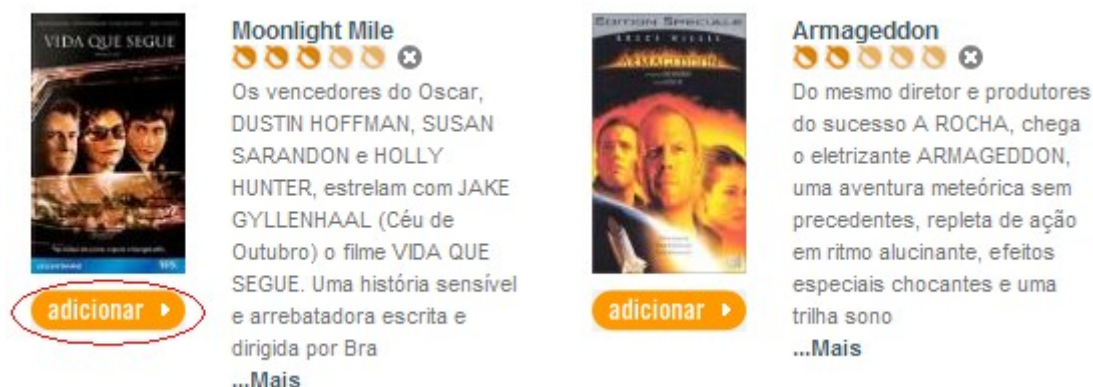 VIDA QUE SEGUE
adicionar
Moonlight Mile
Os vencedores do Oscar,
DUSTIN HOFFMAN, SUSAN
SARANDON e HOLLY
HUNTER, estrelam com JAKE
GYLLENHAAL (Céu de
Outubro) o filme VIDA QUE
SEGUE. Uma história sensível
e arrebatadora escrita e
dirigida por Bra
...Mais
EDITION SPECIALE
BRUCE WILLIS
ARMAGEDDON
adicionar
Armageddon
Do mesmo diretor e produtores
do sucesso A ROCHA, chega
o eletrizante ARMAGEDDON,
uma aventura meteórica sem
precedentes, repleta de ação
em ritmo alucinante, efeitos
especiais chocantes e uma
trilha sono
...Mais